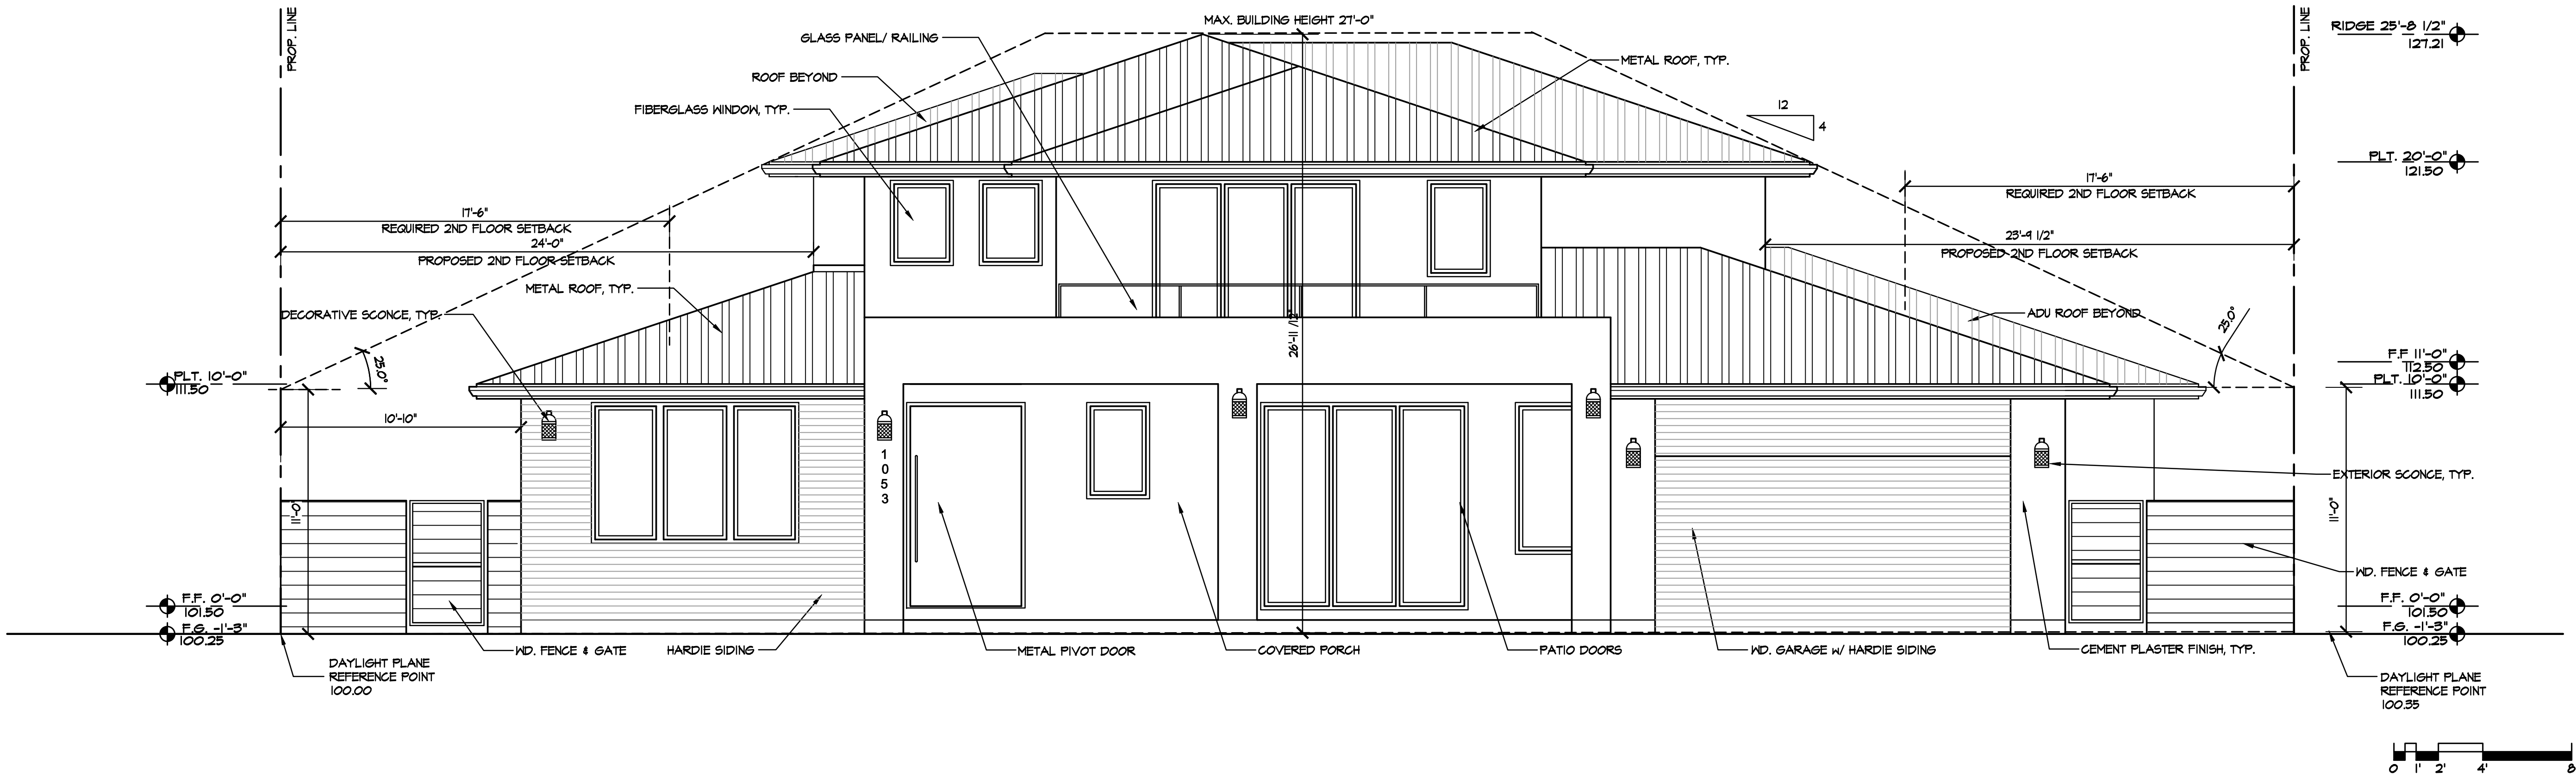 PROP. LINE
MAX. BUILDING HEIGHT 27'-0"
PROP. LINE
RIDGE 25'-8 1/2"
127.21
GLASS PANEL/ RAILING
METAL ROOF, TYP.
ROOF BEYOND
FIBERGLASS WINDOW, TYP.
12
4
PLT. 20'-0"
121.50
17'-6"
REQUIRED 2ND FLOOR SETBACK
17'-6"
REQUIRED 2ND FLOOR SETBACK
24'-0"
PROPOSED 2ND FLOOR SETBACK
23'-9 1/2"
PROPOSED 2ND FLOOR SETBACK
METAL ROOF, TYP.
DECORATIVE SCONCE, TYP.
ADU ROOF BEYOND
25.0°
25.0°
26'-11 /12"
F.F 11'-0"
112.50
PLT. 10'-0"
111.50
PLT. 10'-0"
111.50
10'-10"
1
0
5
3
EXTERIOR SCONCE, TYP.
11'-0"
11'-0"
WD. FENCE & GATE
F.F. 0'-0"
101.50
F.G. -1'-3"
100.25
F.F. 0'-0"
101.50
F.G. -1'-3"
100.25
WD. FENCE & GATE
HARDIE SIDING
METAL PIVOT DOOR
COVERED PORCH
PATIO DOORS
WD. GARAGE W/ HARDIE SIDING
CEMENT PLASTER FINISH, TYP.
DAYLIGHT PLANE
REFERENCE POINT
100.00
DAYLIGHT PLANE
REFERENCE POINT
100.35
0 1' 2' 4' 8